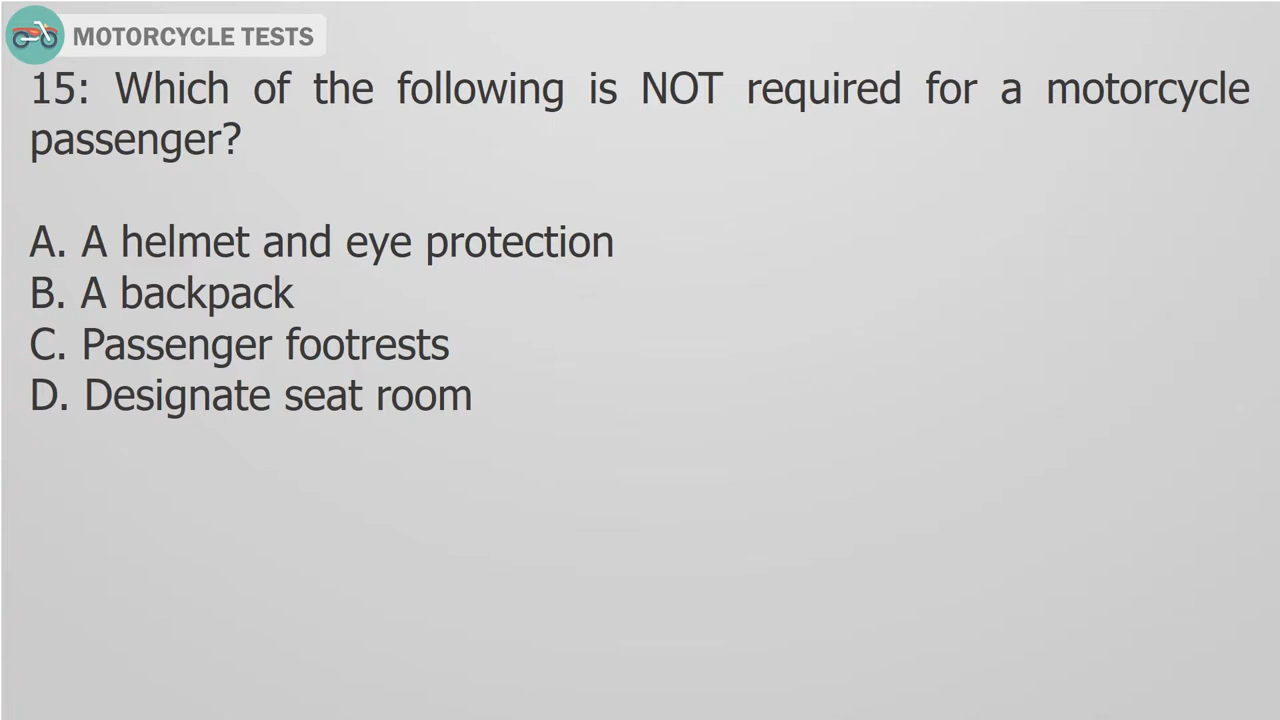 MOTORCYCLE TESTS
15: Which of the following is NOT required for a motorcycle
passenger?
A. A helmet and eye protection
B. A backpack
C. Passenger footrests
D. Designate seat room